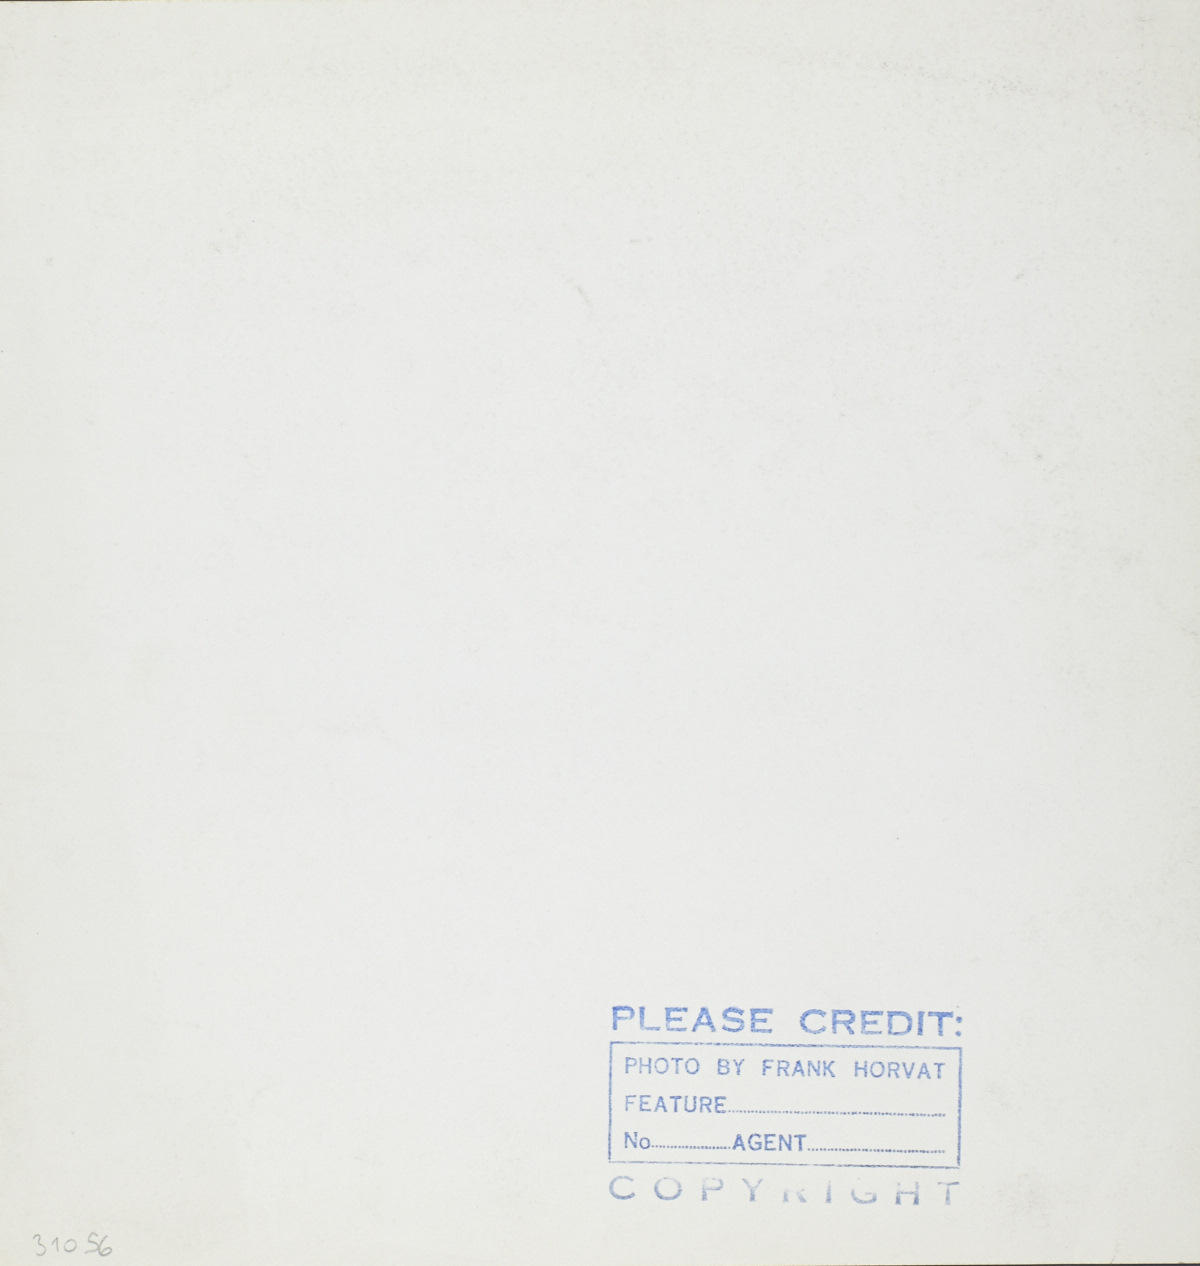 PLEASE CREDIT:
PHOTO BY FRANK HORVAT
FEATURE
No AGENT
COPYRIGHT
31056